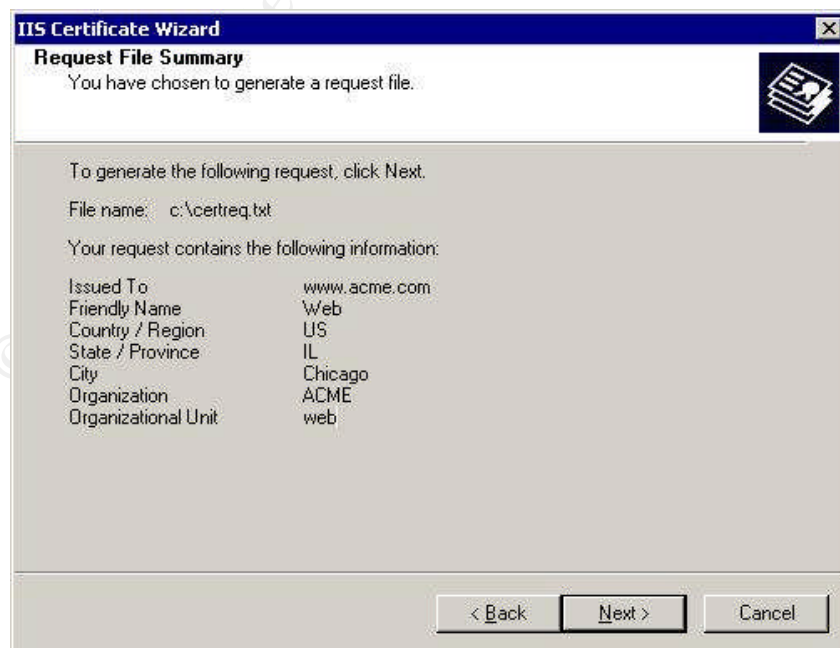 IIS Certificate Wizard
Request File Summary
You have chosen to generate a request file.
To generate the following request, click Next.
File name: c:\certreq.txt
Your request contains the following information:
Issued To www.acme.com
Friendly Name Web
Country / Region US
State / Province IL
City Chicago
Organization ACME
Organizational Unit web
< Back Next > Cancel